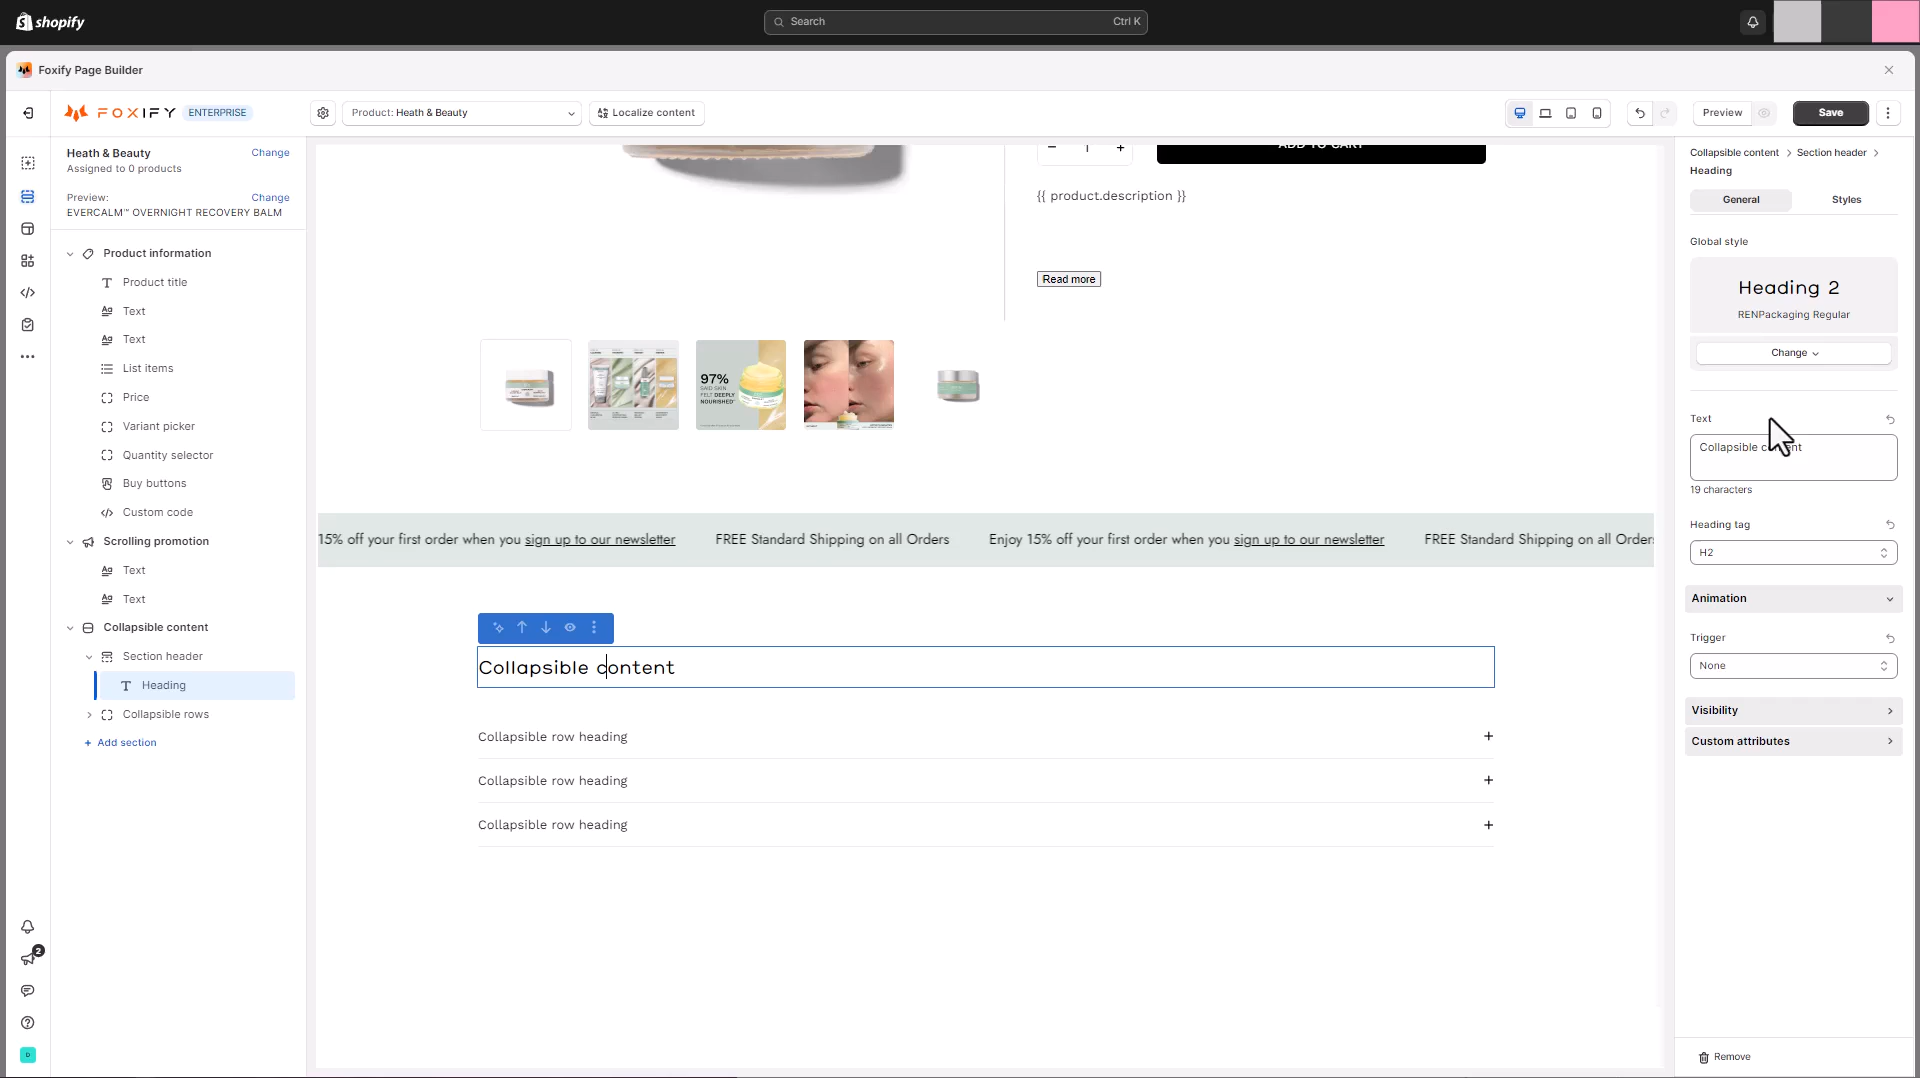 shopify
Search
Ctrl K
Foxify Page Builder
FOXIFY
ENTERPRISE
Product: Heath & Beauty
Localize content
Preview
Save
Heath & Beauty
Change
Assigned to 0 products
Preview:
Change
EVERCALM™ OVERNIGHT RECOVERY BALM
Product information
Product title
Text
Text
List items
Price
Variant picker
Quantity selector
Buy buttons
Custom code
Scrolling promotion
Text
Text
Collapsible content
Section header
Heading
Collapsible rows
+ Add section
2
D
− 1 +
ADD TO CART
{{ product.description }}
Read more
97%
SAID SKIN
FELT DEEPLY
NOURISHED
15% off your first order when you sign up to our newsletter
FREE Standard Shipping on all Orders
Enjoy 15% off your first order when you sign up to our newsletter
FREE Standard Shipping on all Orders
Collapsible content
Collapsible row heading
+
Collapsible row heading
+
Collapsible row heading
+
Collapsible content > Section header >
Heading
General
Styles
Global style
Heading 2
RENPackaging Regular
Change
Text
Collapsible content
19 characters
Heading tag
H2
Animation
Trigger
None
Visibility
Custom attributes
Remove